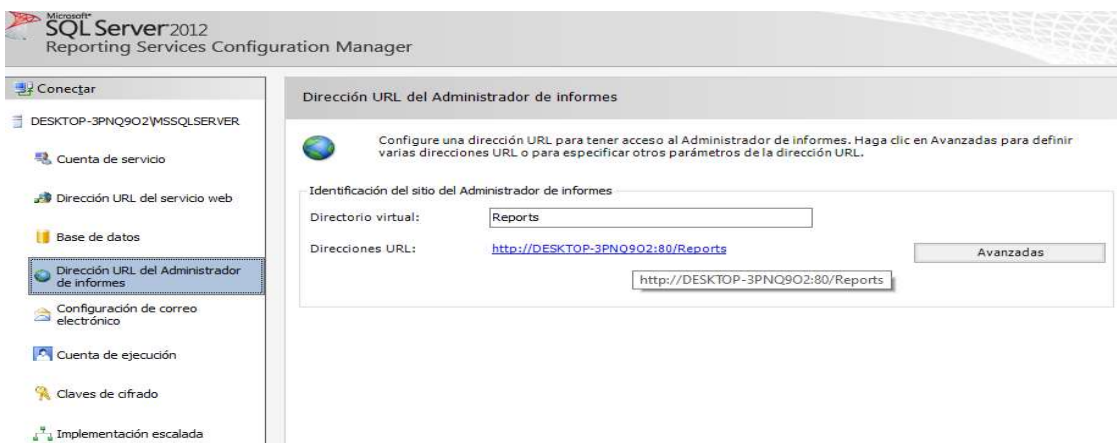 Microsoft®
SQL Server® 2012
Reporting Services Configuration Manager
Conectar
DESKTOP-3PNQ9O2\MSSQLSERVER
Cuenta de servicio
Dirección URL del servicio web
Base de datos
Dirección URL del Administrador
de informes
Configuración de correo
electrónico
Cuenta de ejecución
Claves de cifrado
Implementación escalada
Dirección URL del Administrador de informes
Configure una dirección URL para tener acceso al Administrador de informes. Haga clic en Avanzadas para definir
varias direcciones URL o para especificar otros parámetros de la dirección URL.
Identificación del sitio del Administrador de informes
Directorio virtual:
Reports
Direcciones URL:
http://DESKTOP-3PNQ9O2:80/Reports
Avanzadas
http://DESKTOP-3PNQ9O2:80/Reports